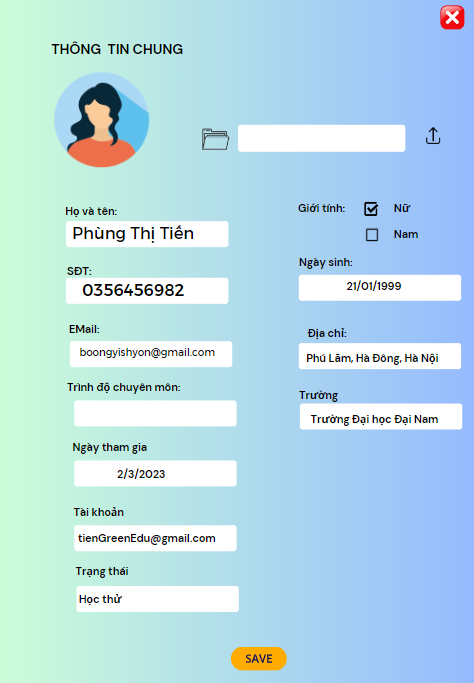 THÔNG TIN CHUNG
Họ và tên:
Phùng Thị Tiến
Giới tính:
Nữ
Nam
SĐT:
0356456982
Ngày sinh:
21/01/1999
EMail:
boongyishyon@gmail.com
Địa chỉ:
Phú Lãm, Hà Đông, Hà Nội
Trình độ chuyên môn:
Trường
Trường Đại học Đại Nam
Ngày tham gia
2/3/2023
Tài khoản
tienGreenEdu@gmail.com
Trạng thái
Học thử
SAVE